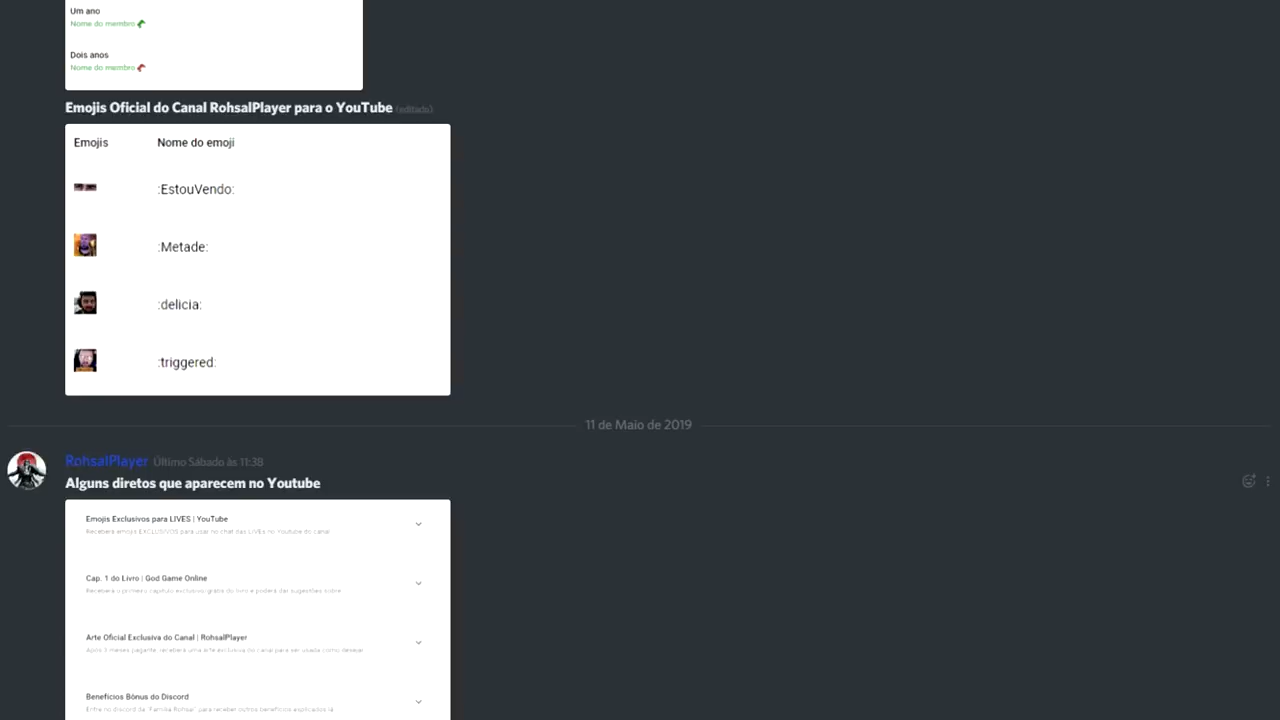 Um ano
Nome do membro
Dois anos
Nome do membro
Emojis Oficial do Canal RohsalPlayer para o YouTube (editado)
Emojis Nome do emoji
:EstouVendo:
:Metade:
:delicia:
:triggered:
11 de Maio de 2019
RohsalPlayer Último Sábado às 11:38
Alguns diretos que aparecem no Youtube
Emojis Exclusivos para LIVES | YouTube
Receberá emojis EXCLUSIVOS para usar no chat das LIVEs no Youtube do canal
Cap. 1 do Livro | God Game Online
Receberá o primeiro capítulo exclusivo grátis do livro e poderá dar sugestões sobre
Arte Oficial Exclusiva do Canal | RohsalPlayer
Após 3 meses pagante, receberá uma arte exclusiva do canal para ser usada como desejar
Benefícios Bônus do Discord
Entre no discord da "Família Rohsal" para receber outros benefícios explicados lá